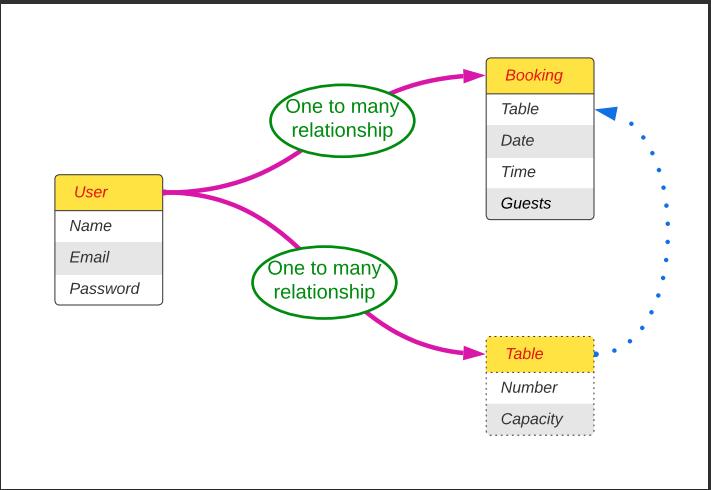 User
Name
Email
Password
One to many
relationship
One to many
relationship
Booking
Table
Date
Time
Guests
Table
Number
Capacity